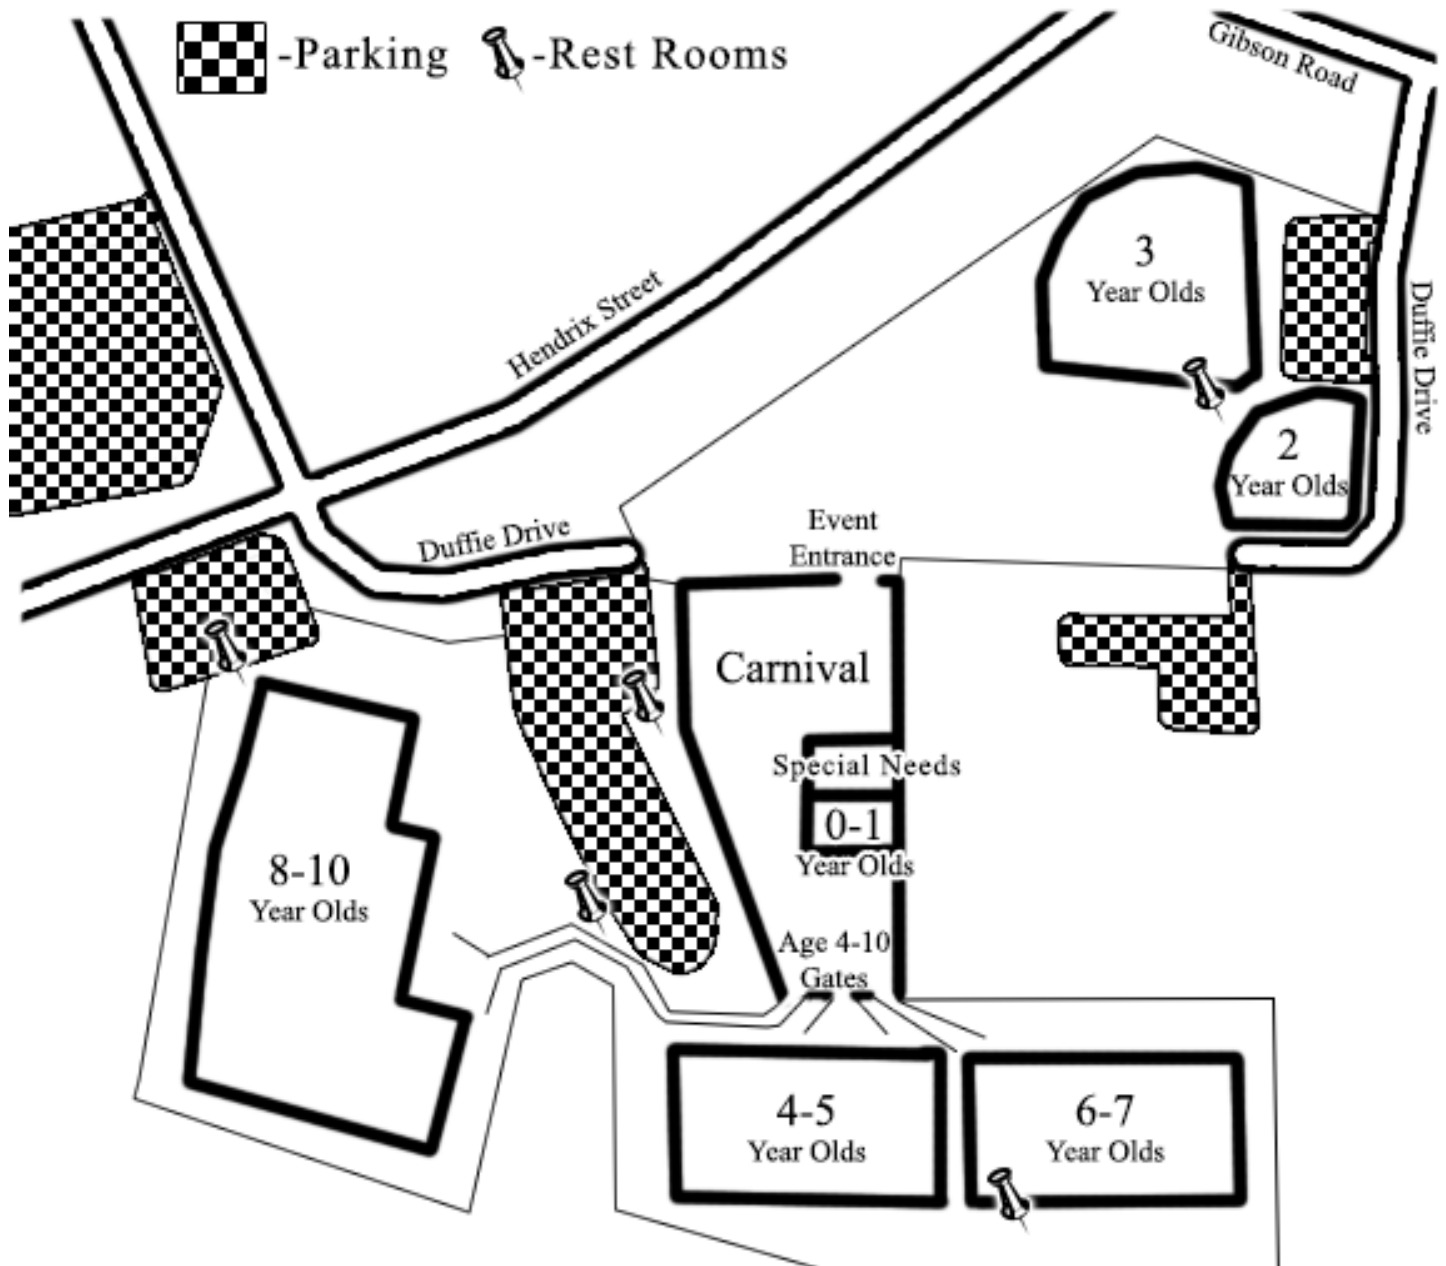 -Parking
-Rest Rooms
Gibson Road
Hendrix Street
3
Year Olds
Duffie Drive
2
Year Olds
Event
Entrance
Duffie Drive
Carnival
Special Needs
0-1
Year Olds
8-10
Year Olds
Age 4-10
Gates
4-5
Year Olds
6-7
Year Olds